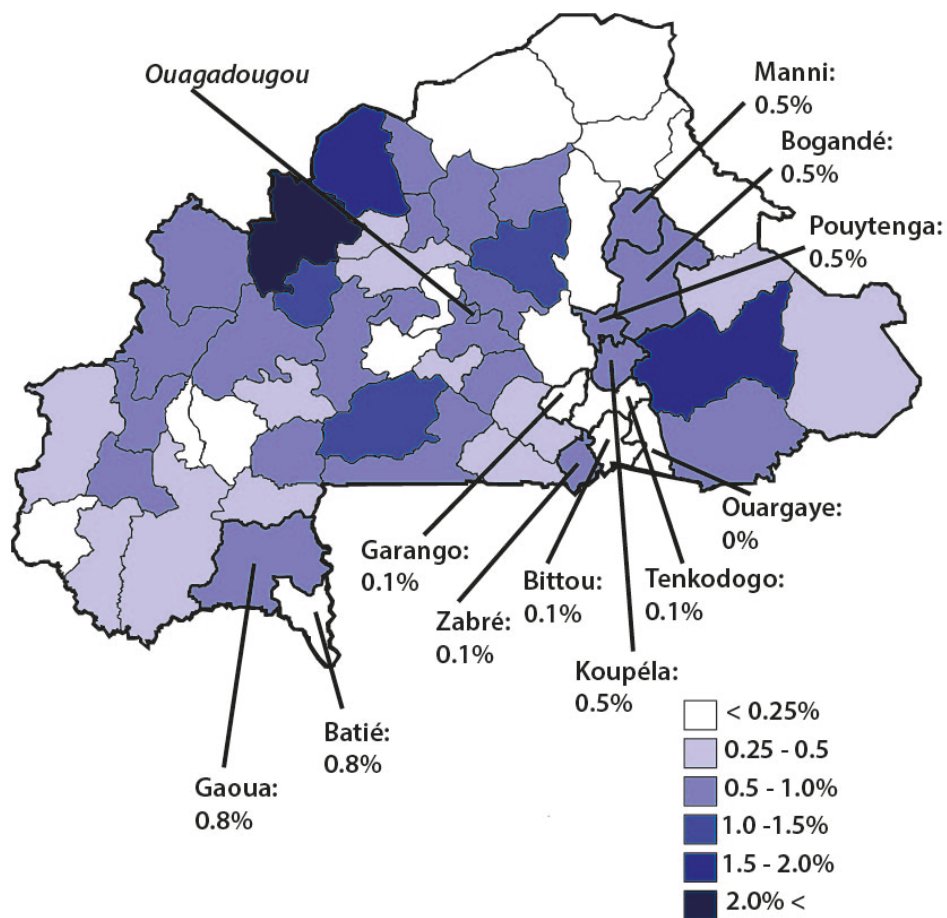 Ouagadougou
Manni:
0.5%
Bogandé:
0.5%
Pouytenga:
0.5%
Ouargaye:
0%
Garango:
0.1%
Bittou:
0.1%
Tenkodogo:
0.1%
Zabré:
0.1%
Koupéla:
0.5%
Batié:
0.8%
Gaoua:
0.8%
< 0.25%
0.25 - 0.5
0.5 - 1.0%
1.0 -1.5%
1.5 - 2.0%
2.0% <